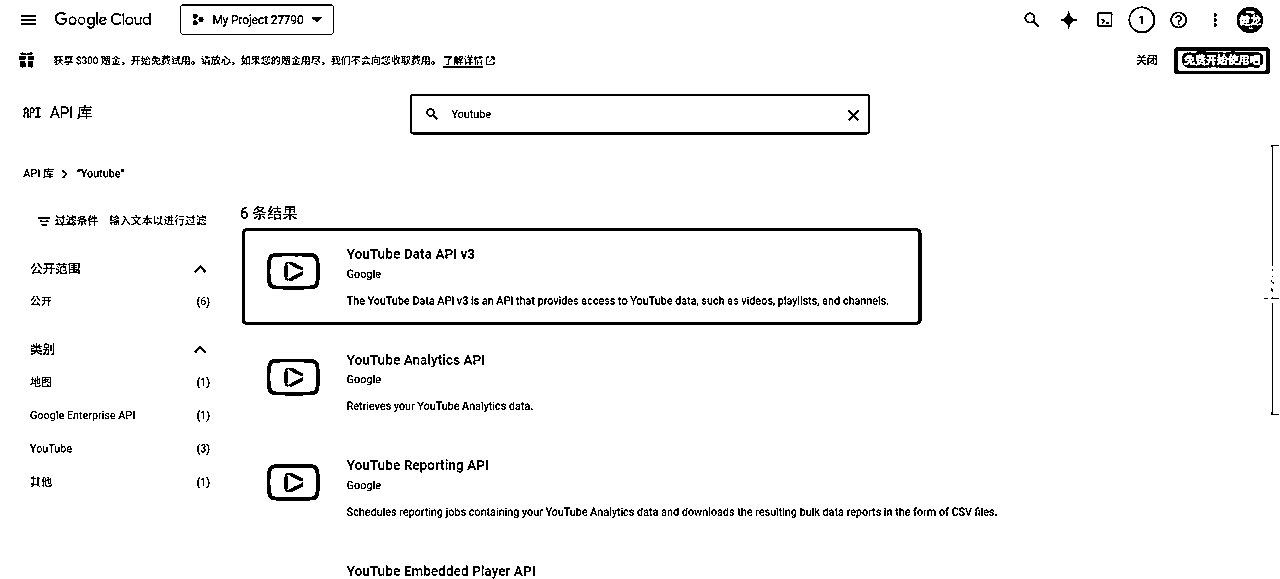 Google Cloud
My Project 27790
1
获享 $300 赠金，开始免费试用。请放心，如果您的赠金用尽，我们不会向您收取费用。 了解详情
关闭
免费开始使用吧
API API 库
Youtube
API 库 > "Youtube"
过滤条件 输入文本以进行过滤
6 条结果
公开范围
公开 (6)
类别
地图 (1)
Google Enterprise API (1)
YouTube (3)
其他 (1)
YouTube Data API v3
Google
The YouTube Data API v3 is an API that provides access to YouTube data, such as videos, playlists, and channels.
YouTube Analytics API
Google
Retrieves your YouTube Analytics data.
YouTube Reporting API
Google
Schedules reporting jobs containing your YouTube Analytics data and downloads the resulting bulk data reports in the form of CSV files.
YouTube Embedded Player API